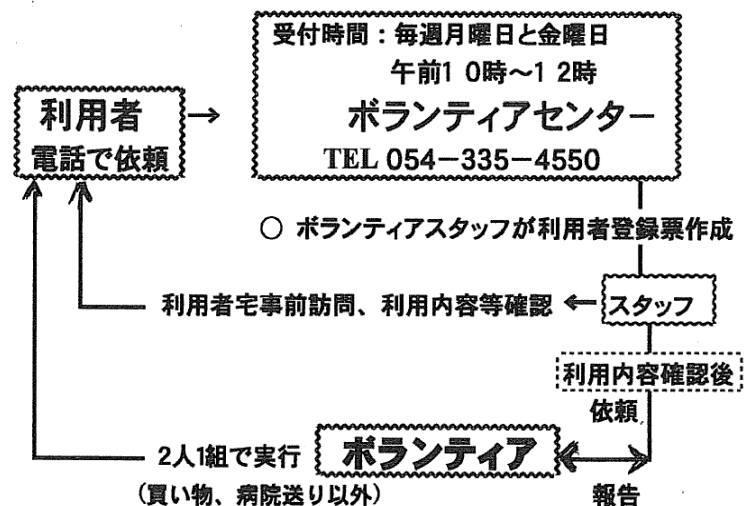 受付時間：毎週月曜日と金曜日
午前10時～12時
ボランティアセンター
TEL 054－335－4550
利用者
電話で依頼
→
○ ボランティアスタッフが利用者登録票作成
利用者宅事前訪問、利用内容等確認
スタッフ
利用内容確認後
依頼
2人1組で実行
ボランティア
(買い物、病院送り以外)
報告